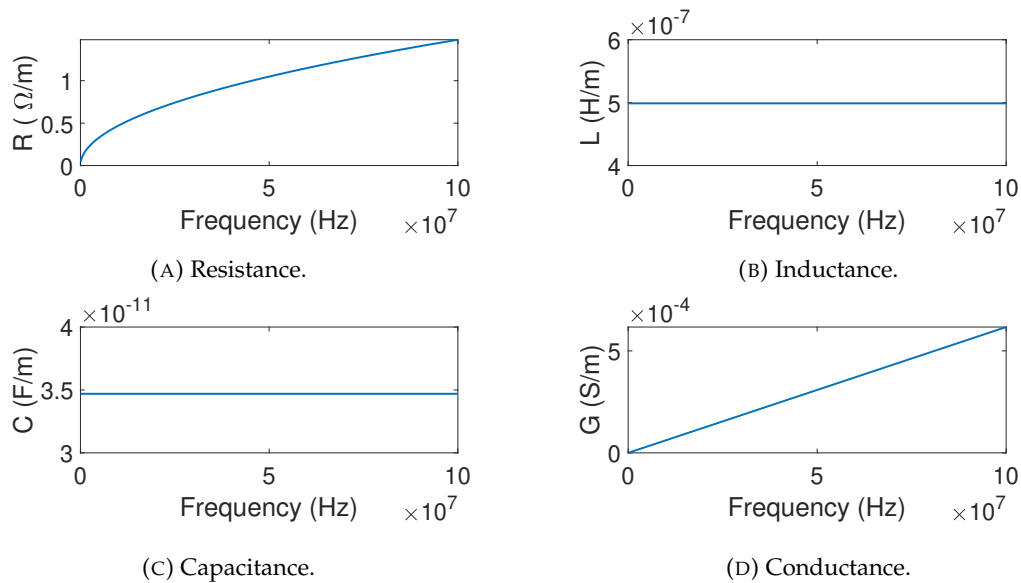 R ( Ω/m)
1
0.5
0
0
5
10
Frequency (Hz)
×10^7
(A) Resistance.
×10^-7
L (H/m)
6
5
4
0
5
10
Frequency (Hz)
×10^7
(B) Inductance.
×10^-11
C (F/m)
4
3.5
3
0
5
10
Frequency (Hz)
×10^7
(C) Capacitance.
×10^-4
G (S/m)
5
0
0
5
10
Frequency (Hz)
×10^7
(D) Conductance.